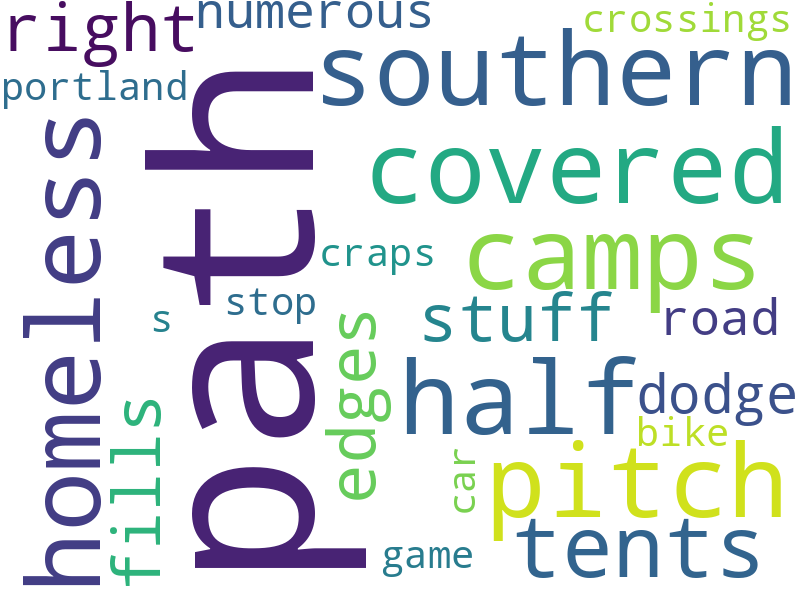 right
numerous
crossings
portland
southern
homeless
path
covered
camps
craps
stop
s
stuff
road
edges
half
dodge
fills
bike
car
pitch
tents
game